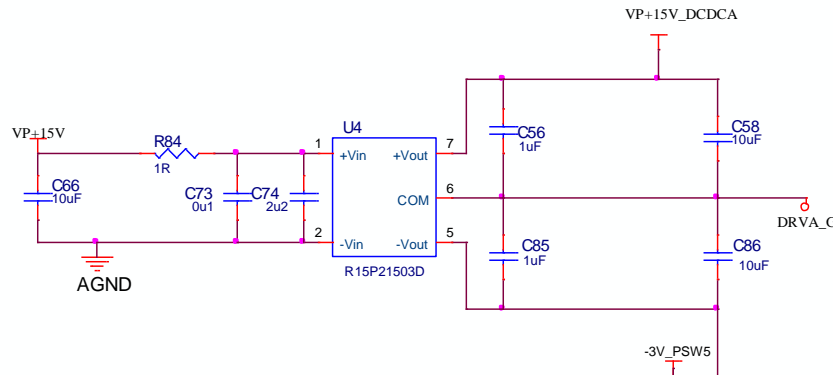 VP+15V_DCDCA
VP+15V
R84
1R
U4
C56
1uF
C58
10uF
1
+Vin
+Vout
7
C66
10uF
C73
0u1
C74
2u2
COM
6
DRVA_
2
-Vin
-Vout
5
C85
1uF
C86
10uF
AGND
R15P21503D
-3V_PSW5